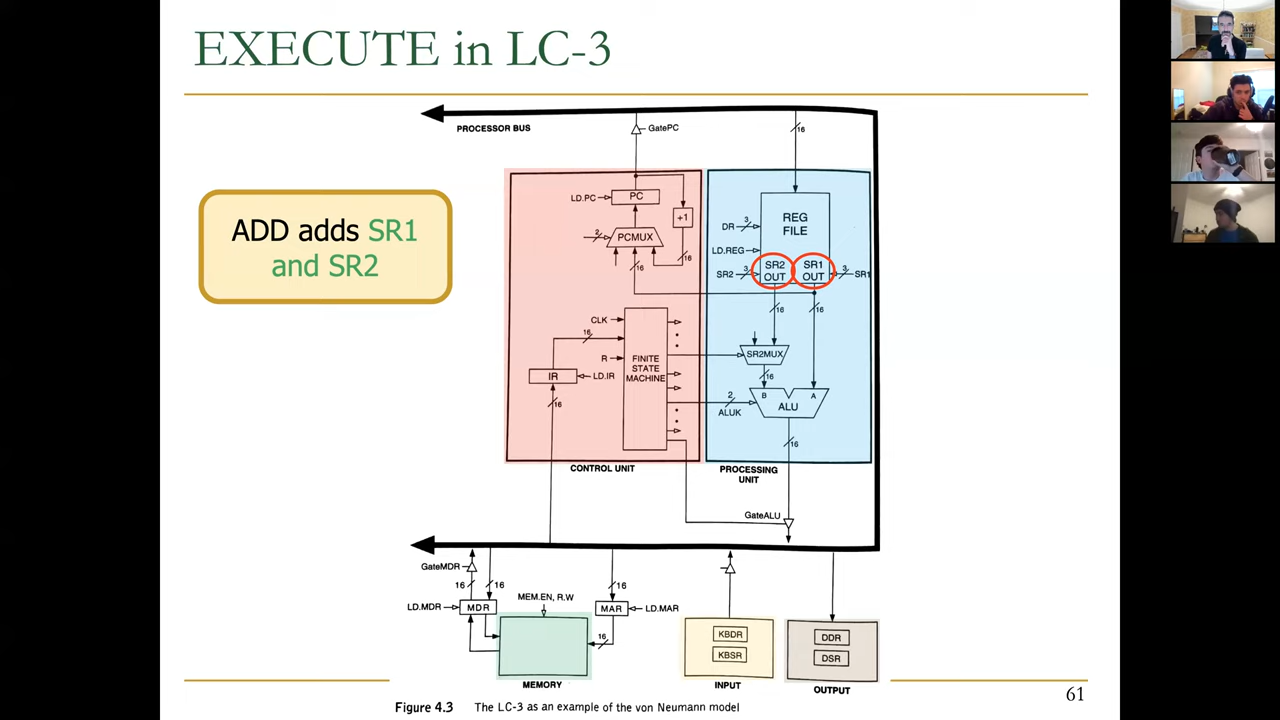 EXECUTE in LC-3
PROCESSOR BUS
GatePC
16
LD.PC
PC
+1
2
PCMUX
16
16
REG
FILE
DR
3
LD.REG
SR2
3
SR2
OUT
SR1
OUT
3
SR1
ADD adds SR1
and SR2
16
16
CLK
16
R
FINITE
STATE
MACHINE
IR
LD.IR
16
SR2MUX
16
B
A
ALU
2
ALUK
16
CONTROL UNIT
PROCESSING
UNIT
GateALU
GateMDR
16
16
16
LD.MDR
MDR
MEM.EN, R.W
MAR
LD.MAR
16
KBDR
KBSR
DDR
DSR
MEMORY
INPUT
OUTPUT
61
Figure 4.3 The LC-3 as an example of the von Neumann model